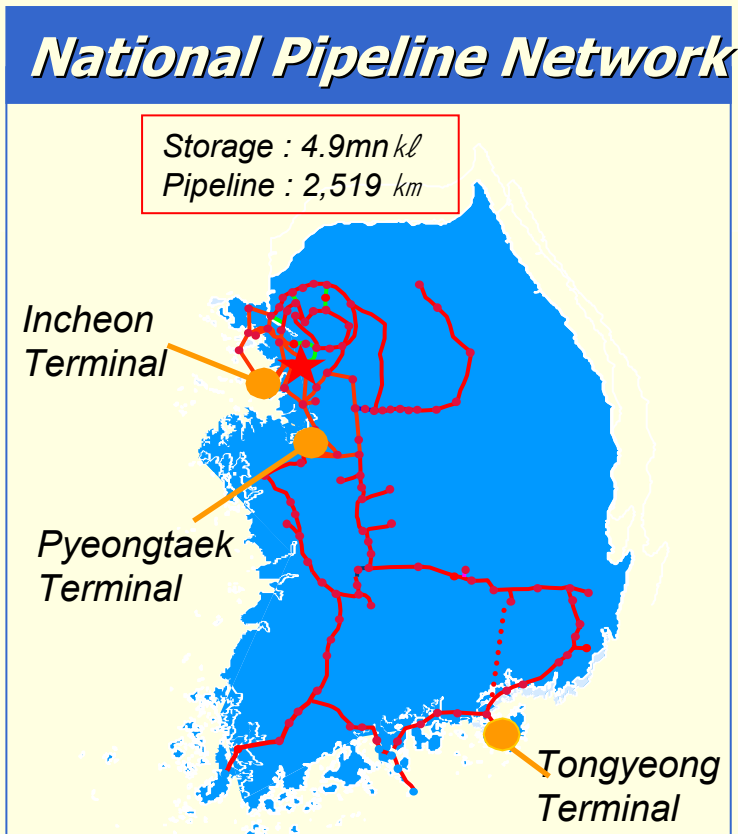 National Pipeline Network
Storage : 4.9mn kℓ
Pipeline : 2,519 km
Incheon
Terminal
Pyeongtaek
Terminal
Tongyeong
Terminal